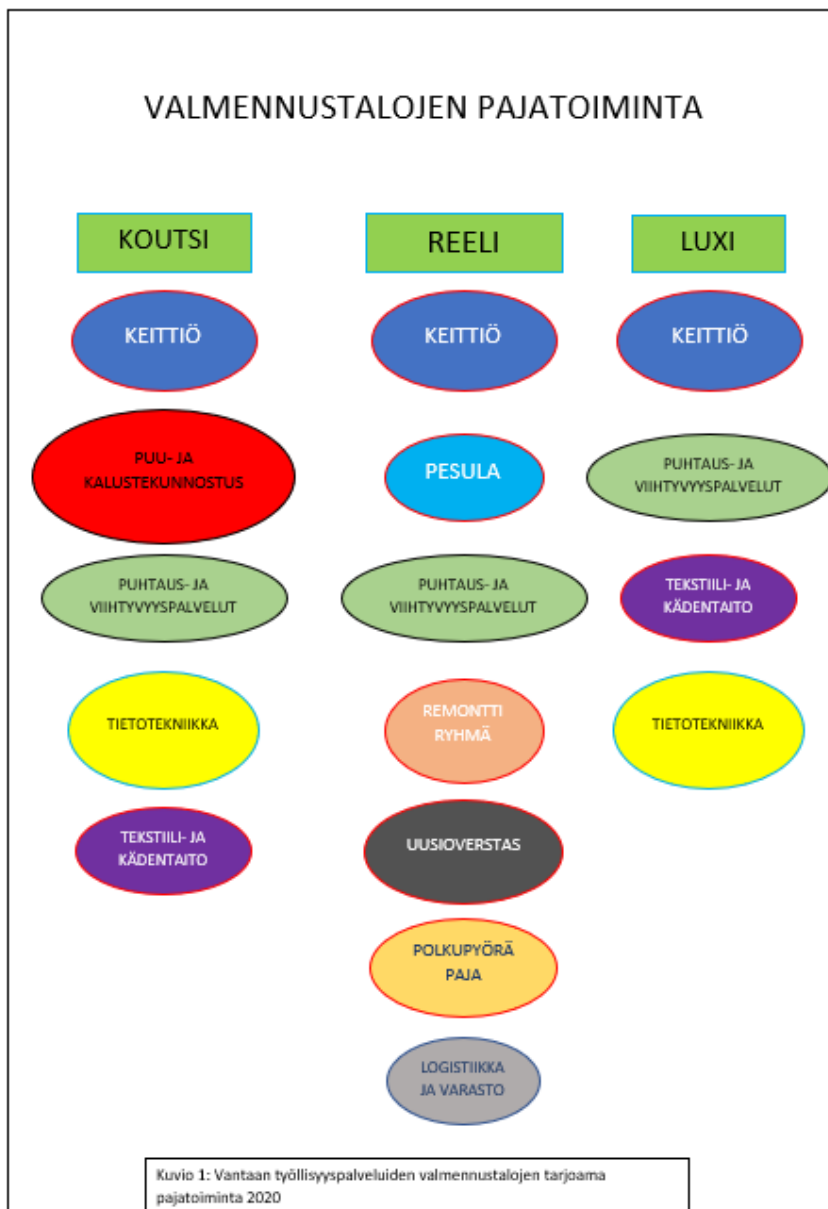 VALMENNUSTALOJEN PAJATOIMINTA
KOUTSI
KEITTIÖ
PUU- JA
KALUSTEKUNNOSTUS
PUHTAUS- JA
VIIHTYVYYSPALVELUT
TIETOTEKNIIKKA
TEKSTIILI- JA
KÄDENTAITO
REELI
KEITTIÖ
PESULA
PUHTAUS- JA
VIIHTYVYYSPALVELUT
REMONTTI
RYHMÄ
UUSIOVERSTAS
POLKUPYÖRÄ
PAJA
LOGISTIIKKA
JA VARASTO
LUXI
KEITTIÖ
PUHTAUS- JA
VIIHTYVYYSPALVELUT
TEKSTIILI- JA
KÄDENTAITO
TIETOTEKNIIKKA
Kuvio 1: Vantaan työllisyyspalveluiden valmennustalojen tarjoama
pajatoiminta 2020